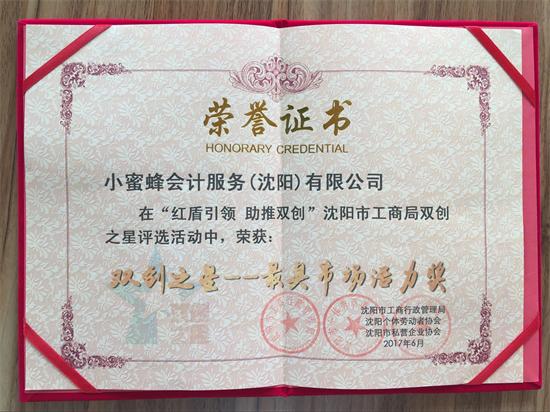 荣誉证书
HONORARY CREDENTIAL
小蜜蜂会计服务(沈阳)有限公司
在“红盾引领 助推双创”沈阳市工商局双创
之星评选活动中,荣获:
双创之星--最具市场活力奖
沈阳市工商行政管理局
沈阳个体劳动者协会
沈阳市私营企业协会
2017年6月